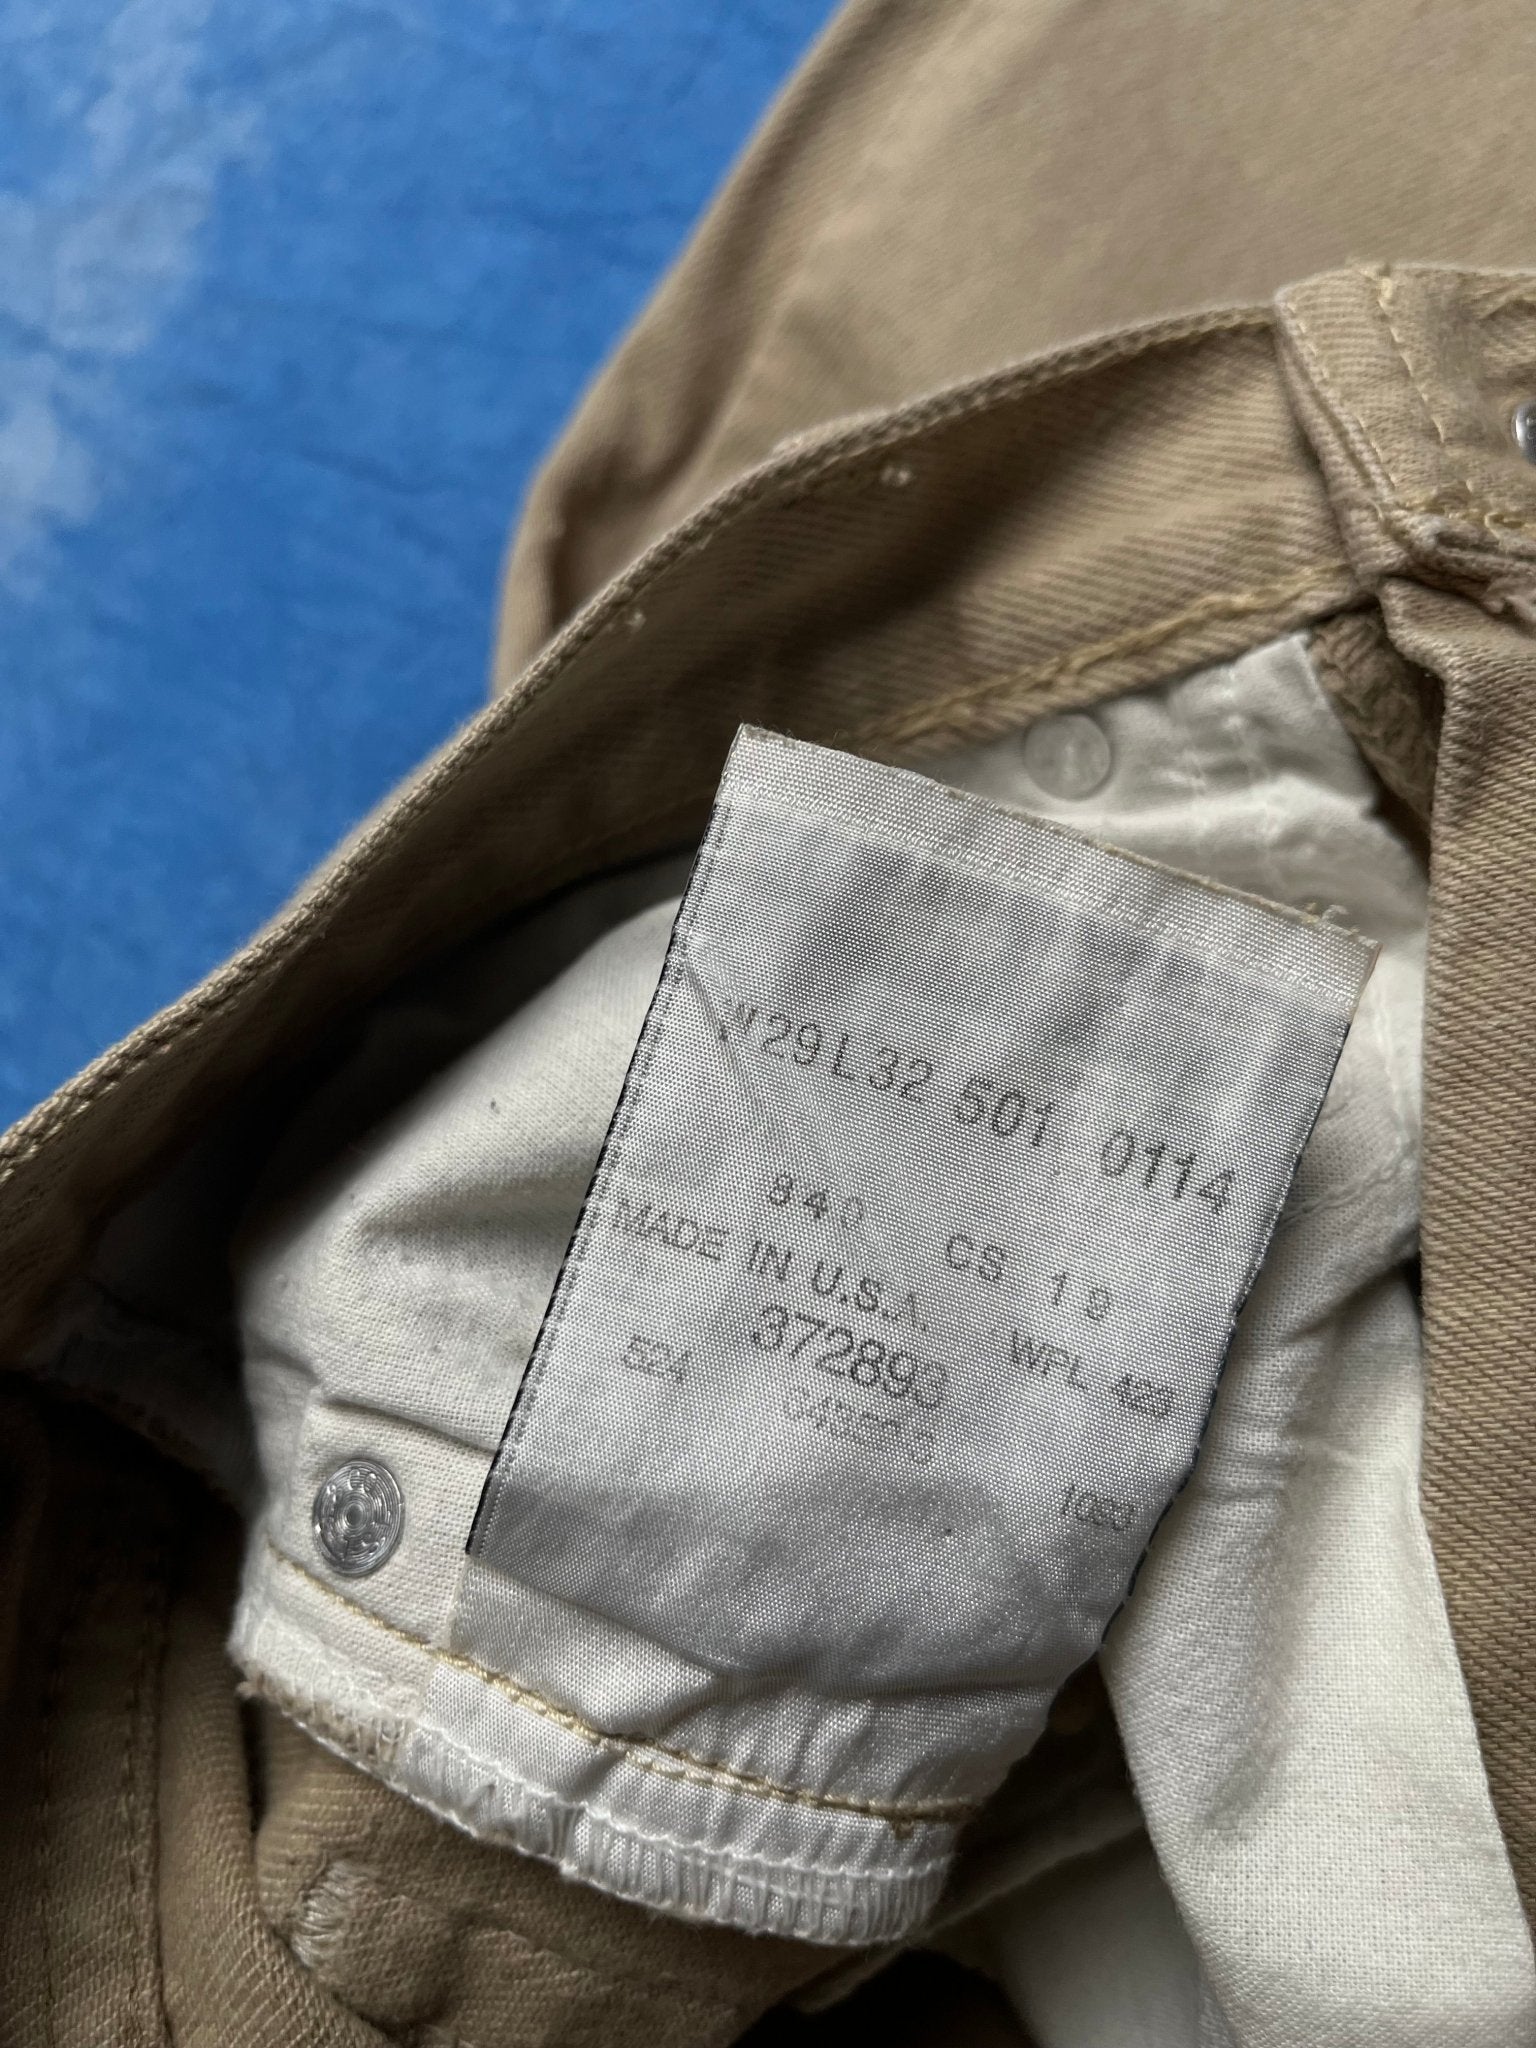 W29 L32 501 0114
840 CS 19
MADE IN U.S.A. WPL 423
524 372893